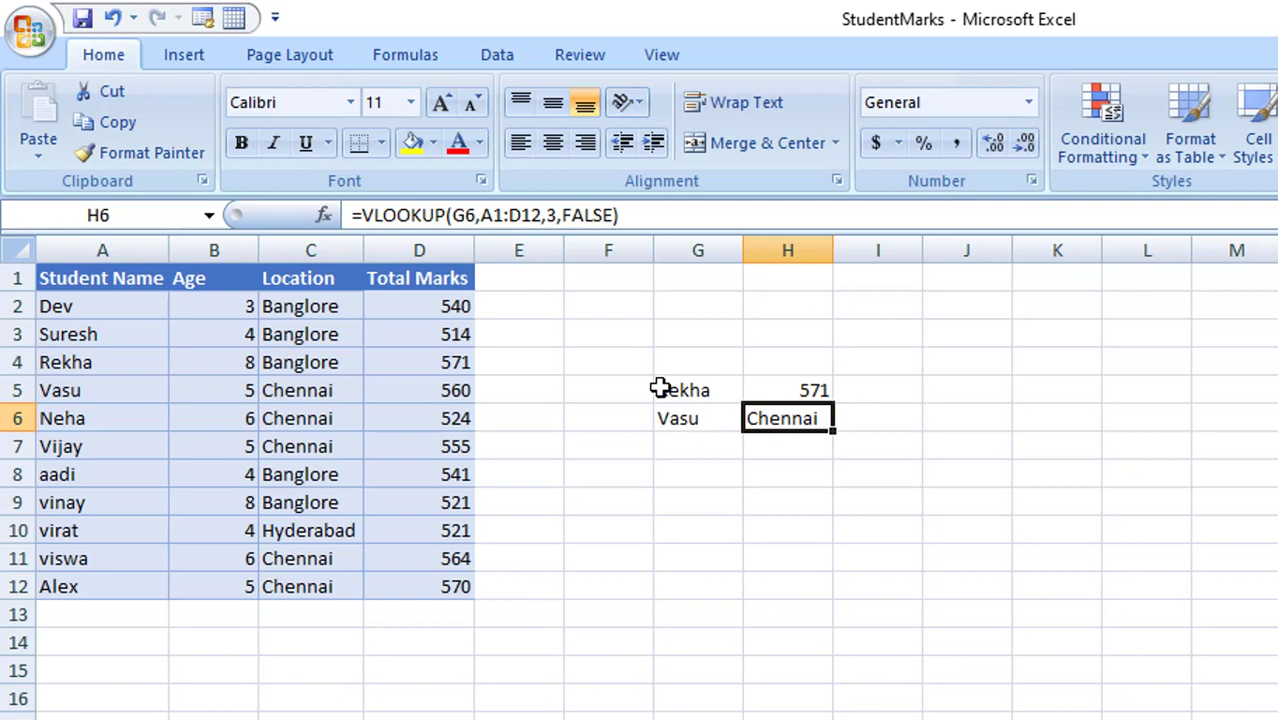 StudentMarks - Microsoft Excel
Home Insert Page Layout Formulas Data Review View
Paste Cut Copy Format Painter Clipboard
Calibri 11 A A B I U A Font
Wrap Text Merge & Center Alignment
General $ % , .0 .00 .00 .0 Number
Conditional Formatting Format as Table Cell Styles Styles
H6 fx =VLOOKUP(G6,A1:D12,3,FALSE)
A B C D E F G H I J K L M
1 Student Name Age Location Total Marks
2 Dev 3 Banglore 540
3 Suresh 4 Banglore 514
4 Rekha 8 Banglore 571
5 Vasu 5 Chennai 560 ekha 571
6 Neha 6 Chennai 524 Vasu Chennai
7 Vijay 5 Chennai 555
8 aadi 4 Banglore 541
9 vinay 8 Banglore 521
10 virat 4 Hyderabad 521
11 viswa 6 Chennai 564
12 Alex 5 Chennai 570
13
14
15
16